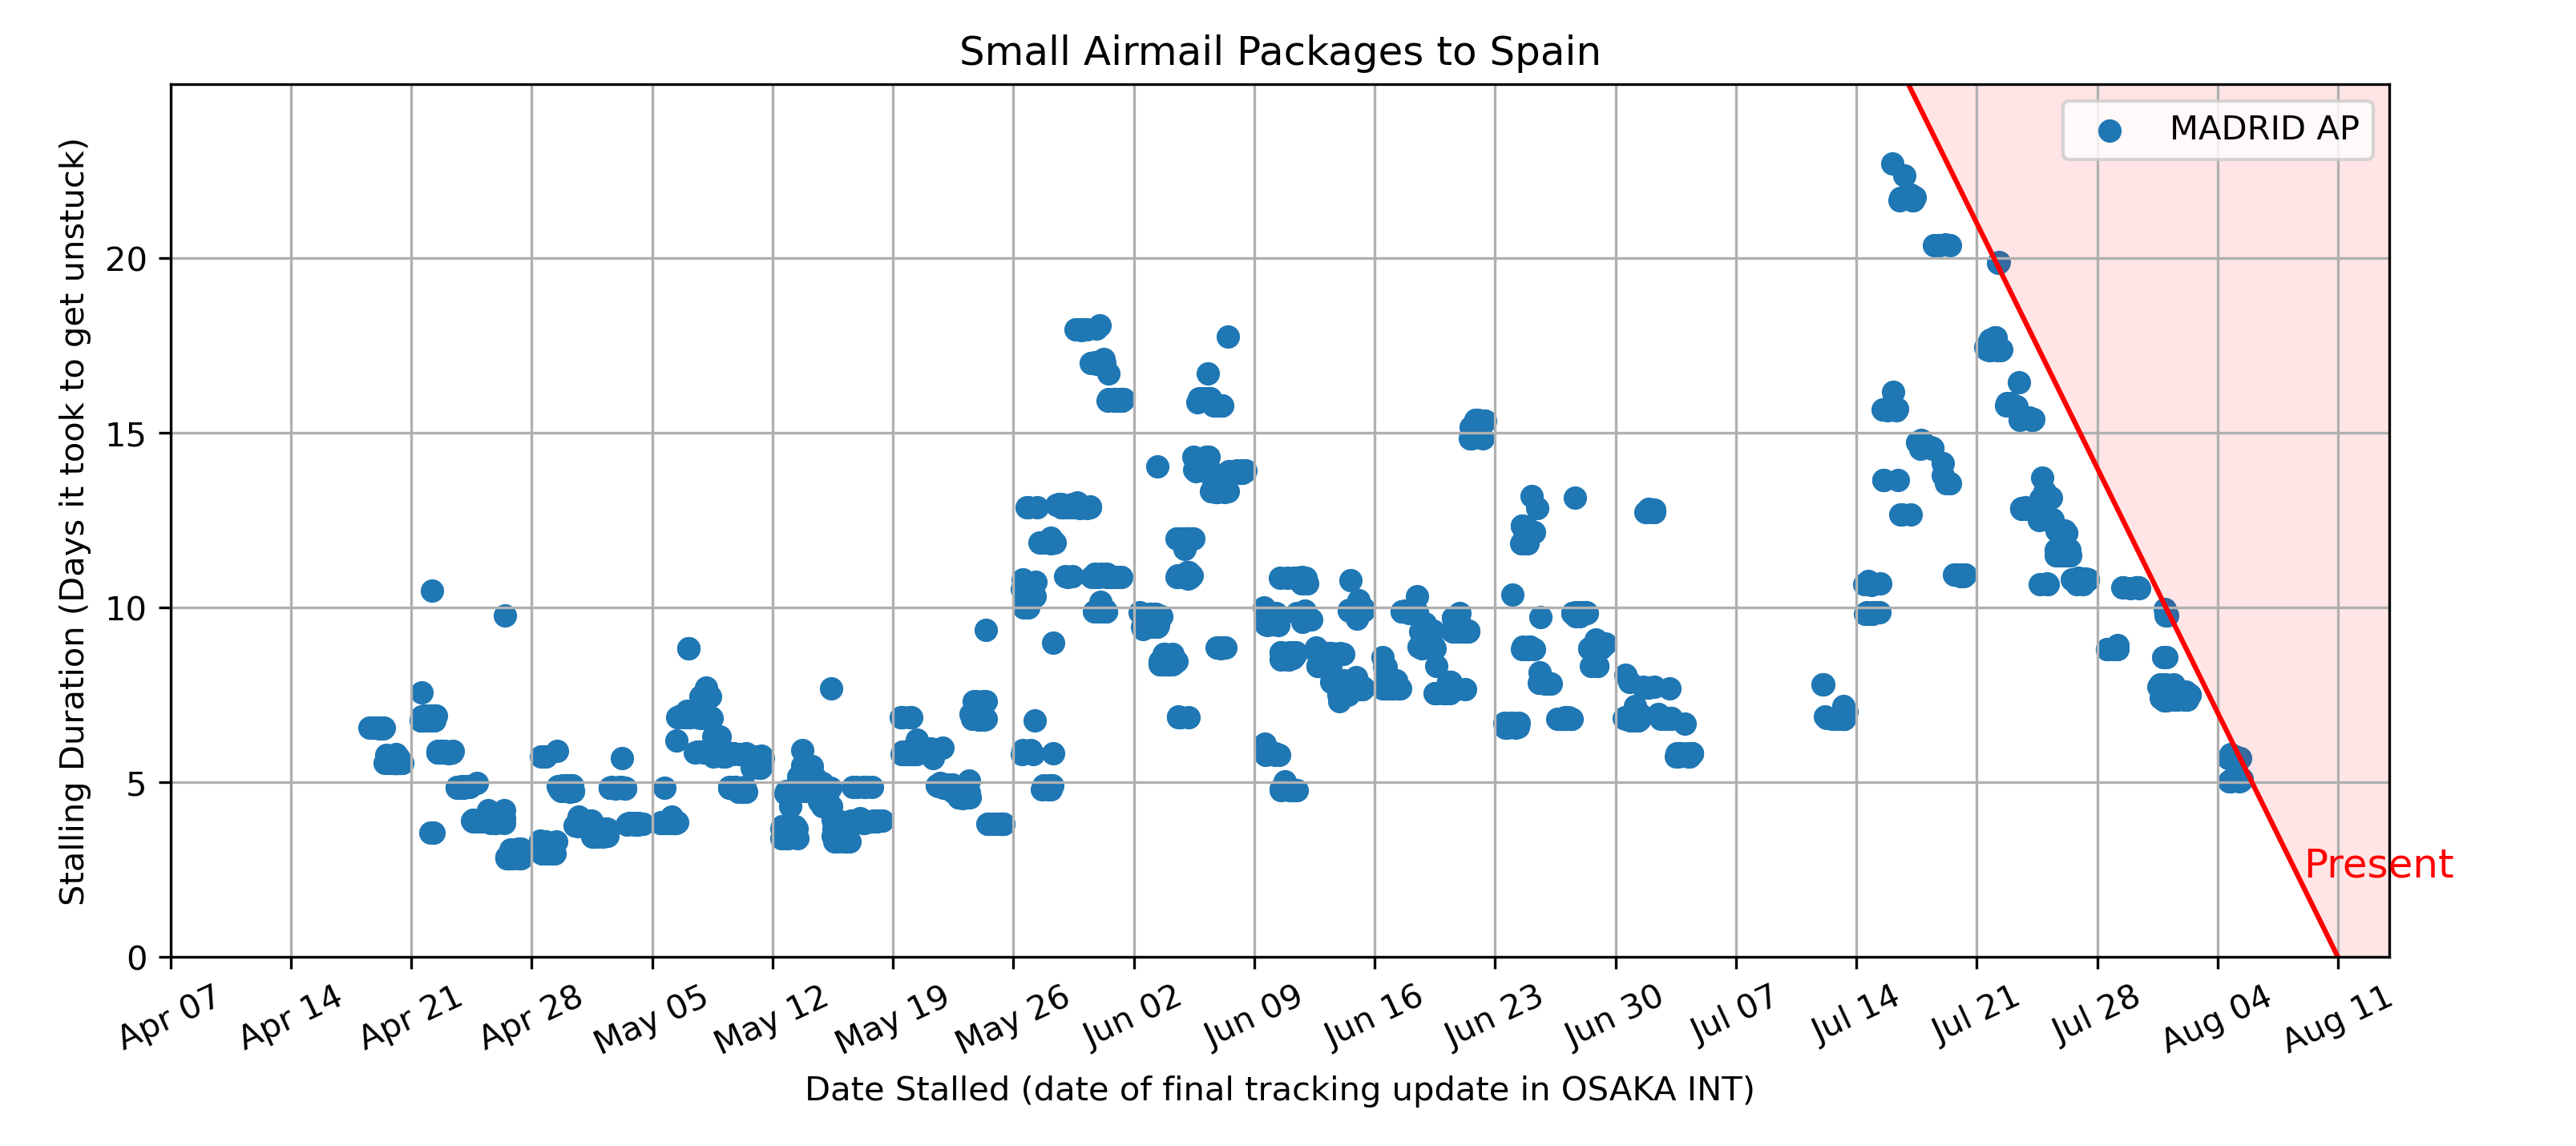 Small Airmail Packages to Spain
MADRID AP
Stalling Duration (Days it took to get unstuck)
20
15
10
5
0
Present
Apr 07
Apr 14
Apr 21
Apr 28
May 05
May 12
May 19
May 26
Jun 02
Jun 09
Jun 16
Jun 23
Jun 30
Jul 07
Jul 14
Jul 21
Jul 28
Aug 04
Aug 11
Date Stalled (date of final tracking update in OSAKA INT)